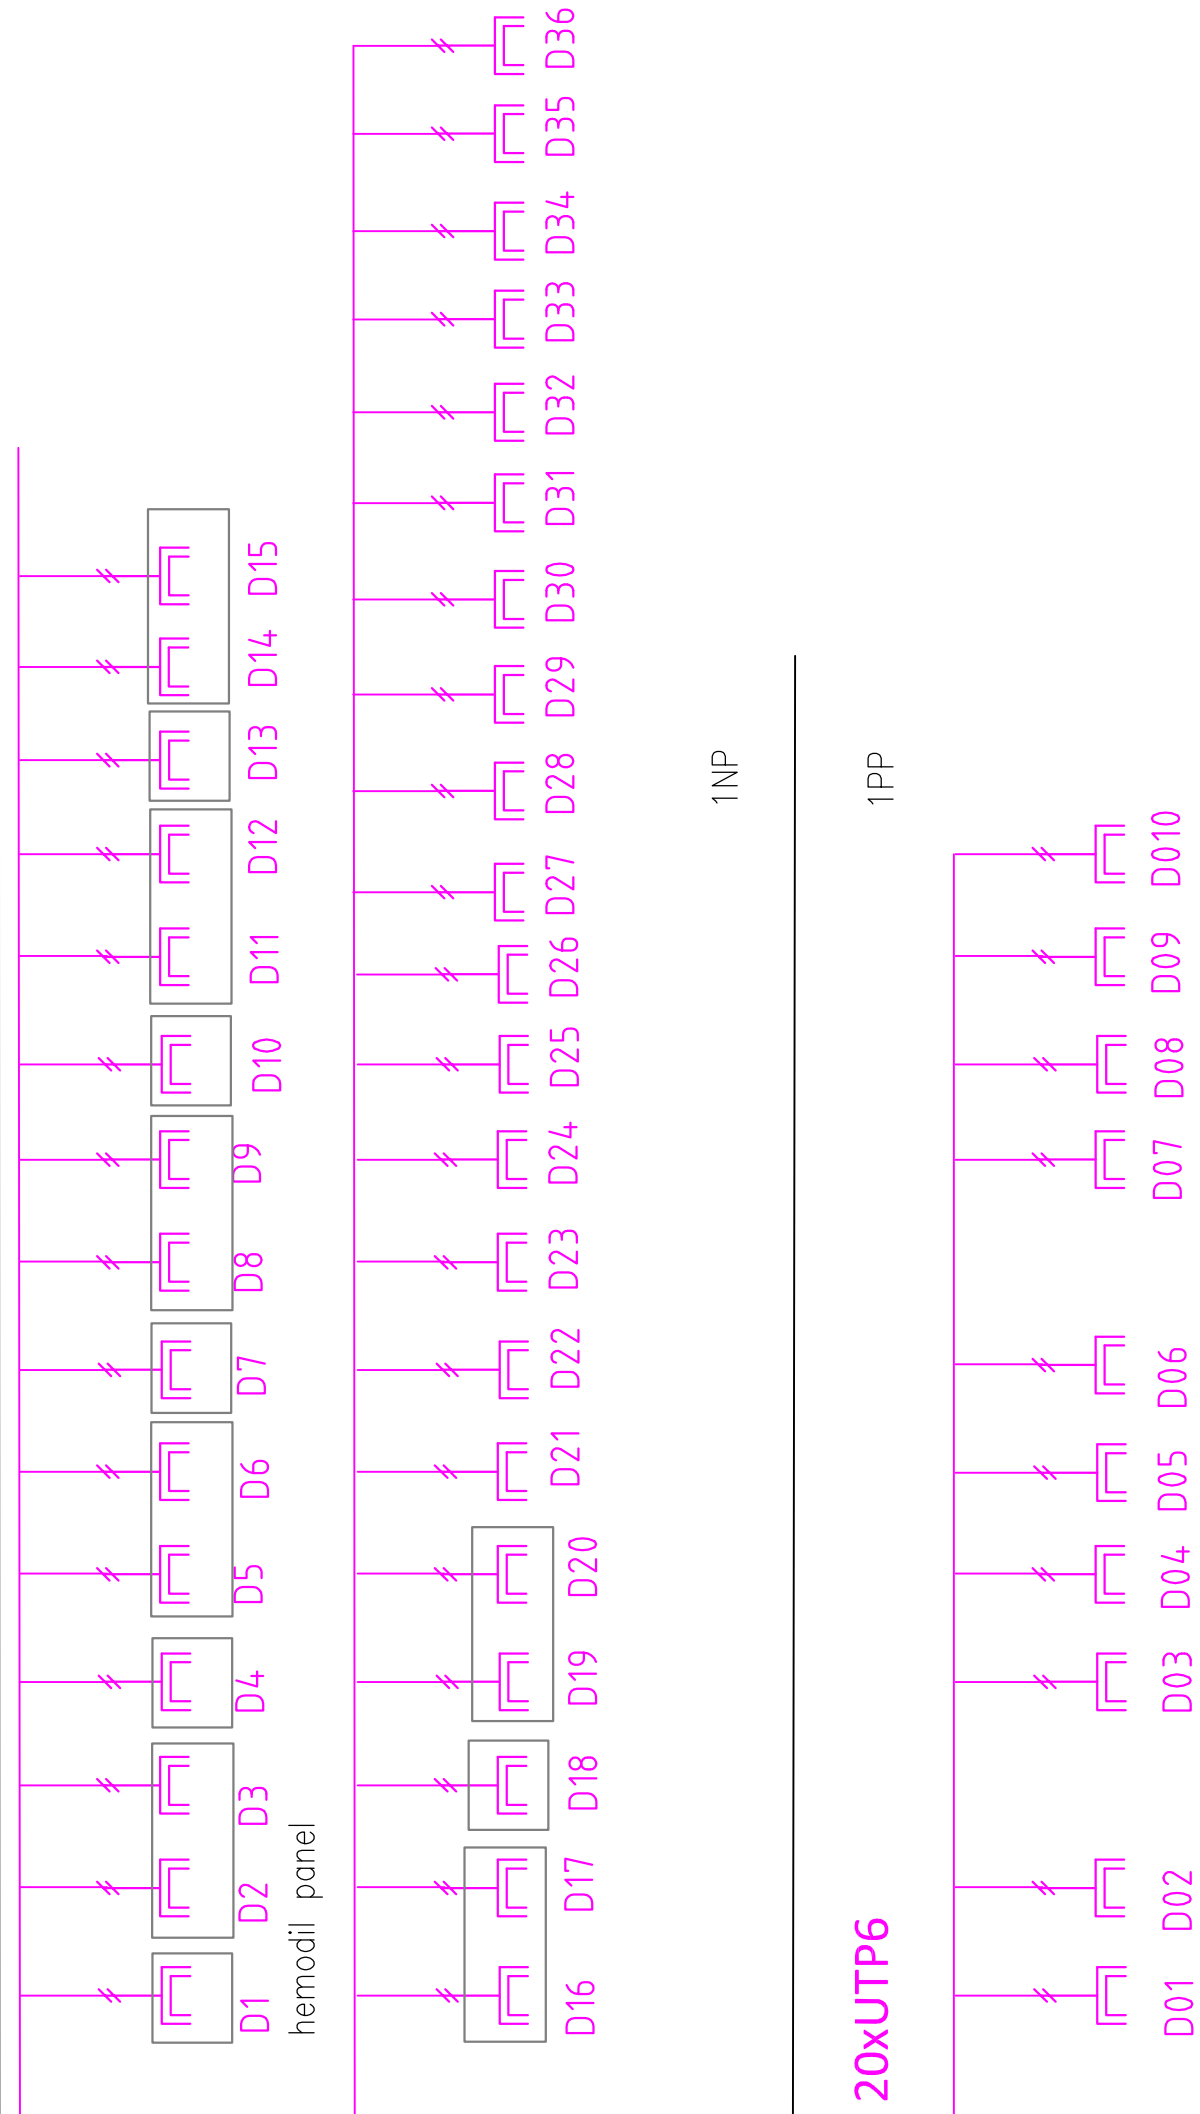 D1 D2 D3 D4 D5 D6 D7 D8 D9 D10 D11 D12 D13 D14 D15
hemodil panel
D16 D17 D18 D19 D20 D21 D22 D23 D24 D25 D26 D27 D28 D29 D30 D31 D32 D33 D34 D35 D36
1NP
1PP
20xUTP6
D01 D02 D03 D04 D05 D06 D07 D08 D09 D010